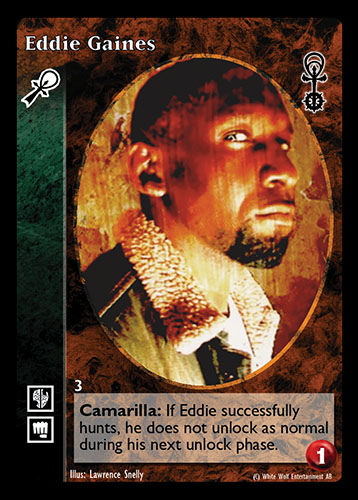 Eddie Gaines
3
Camarilla: If Eddie successfully
hunts, he does not unlock as normal
during his next unlock phase.
1
Illus: Lawrence Snelly
(C) White Wolf Entertainment AB